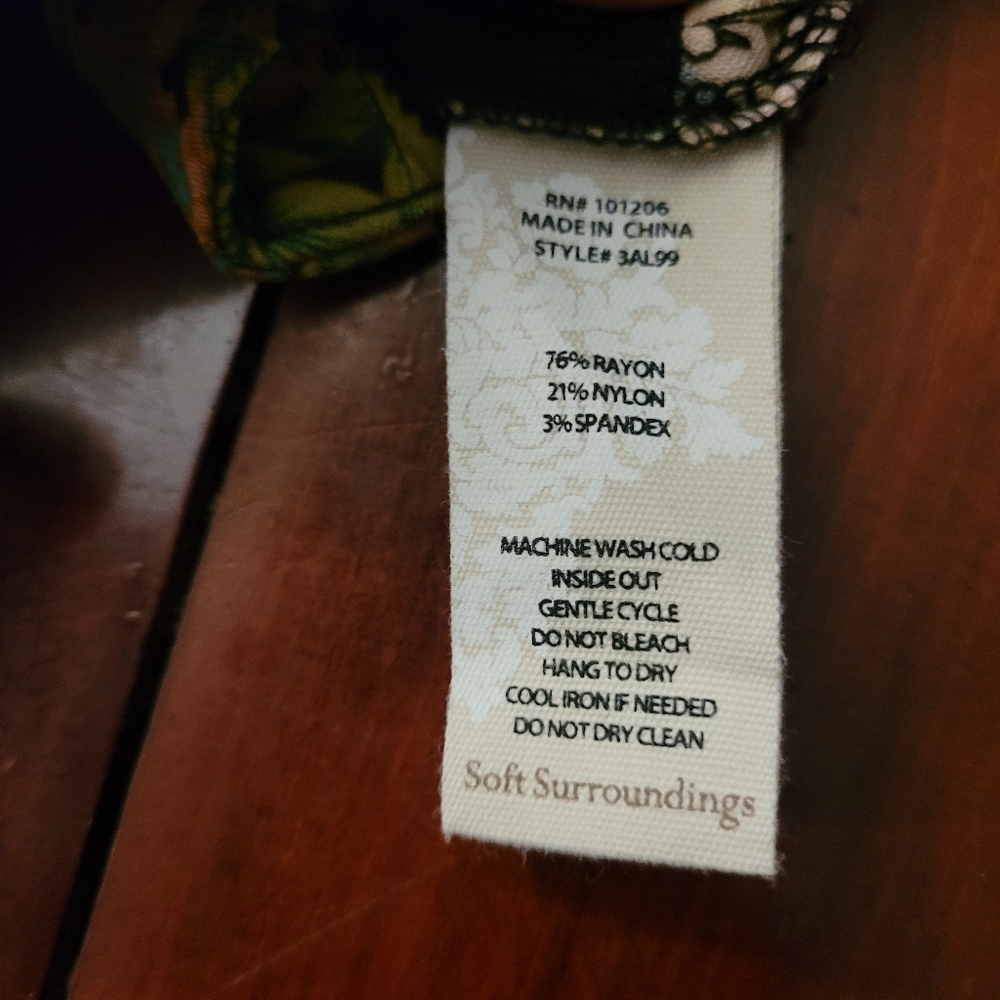 RN# 101206
MADE IN CHINA
STYLE# 3AL99
76% RAYON
21% NYLON
3% SPANDEX
MACHINE WASH COLD
INSIDE OUT
GENTLE CYCLE
DO NOT BLEACH
HANG TO DRY
COOL IRON IF NEEDED
DO NOT DRY CLEAN
Soft Surroundings